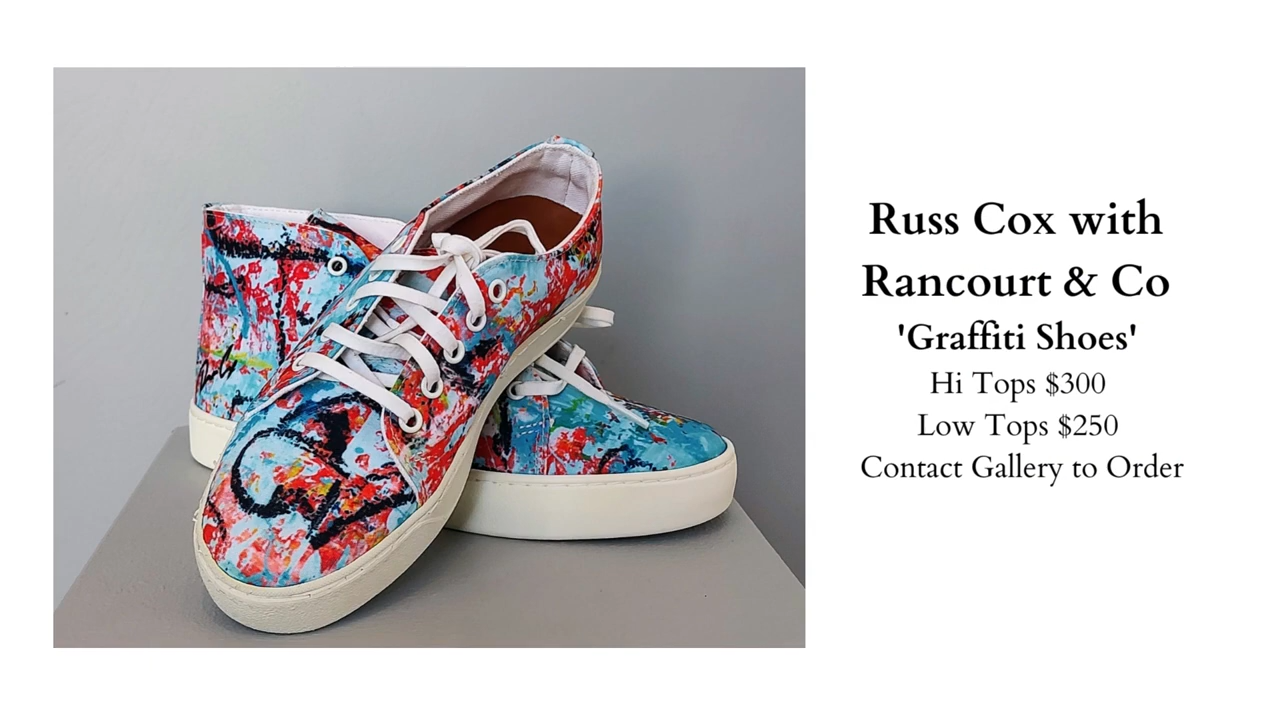 Russ Cox with
Rancourt & Co
'Graffiti Shoes'
Hi Tops $300
Low Tops $250
Contact Gallery to Order